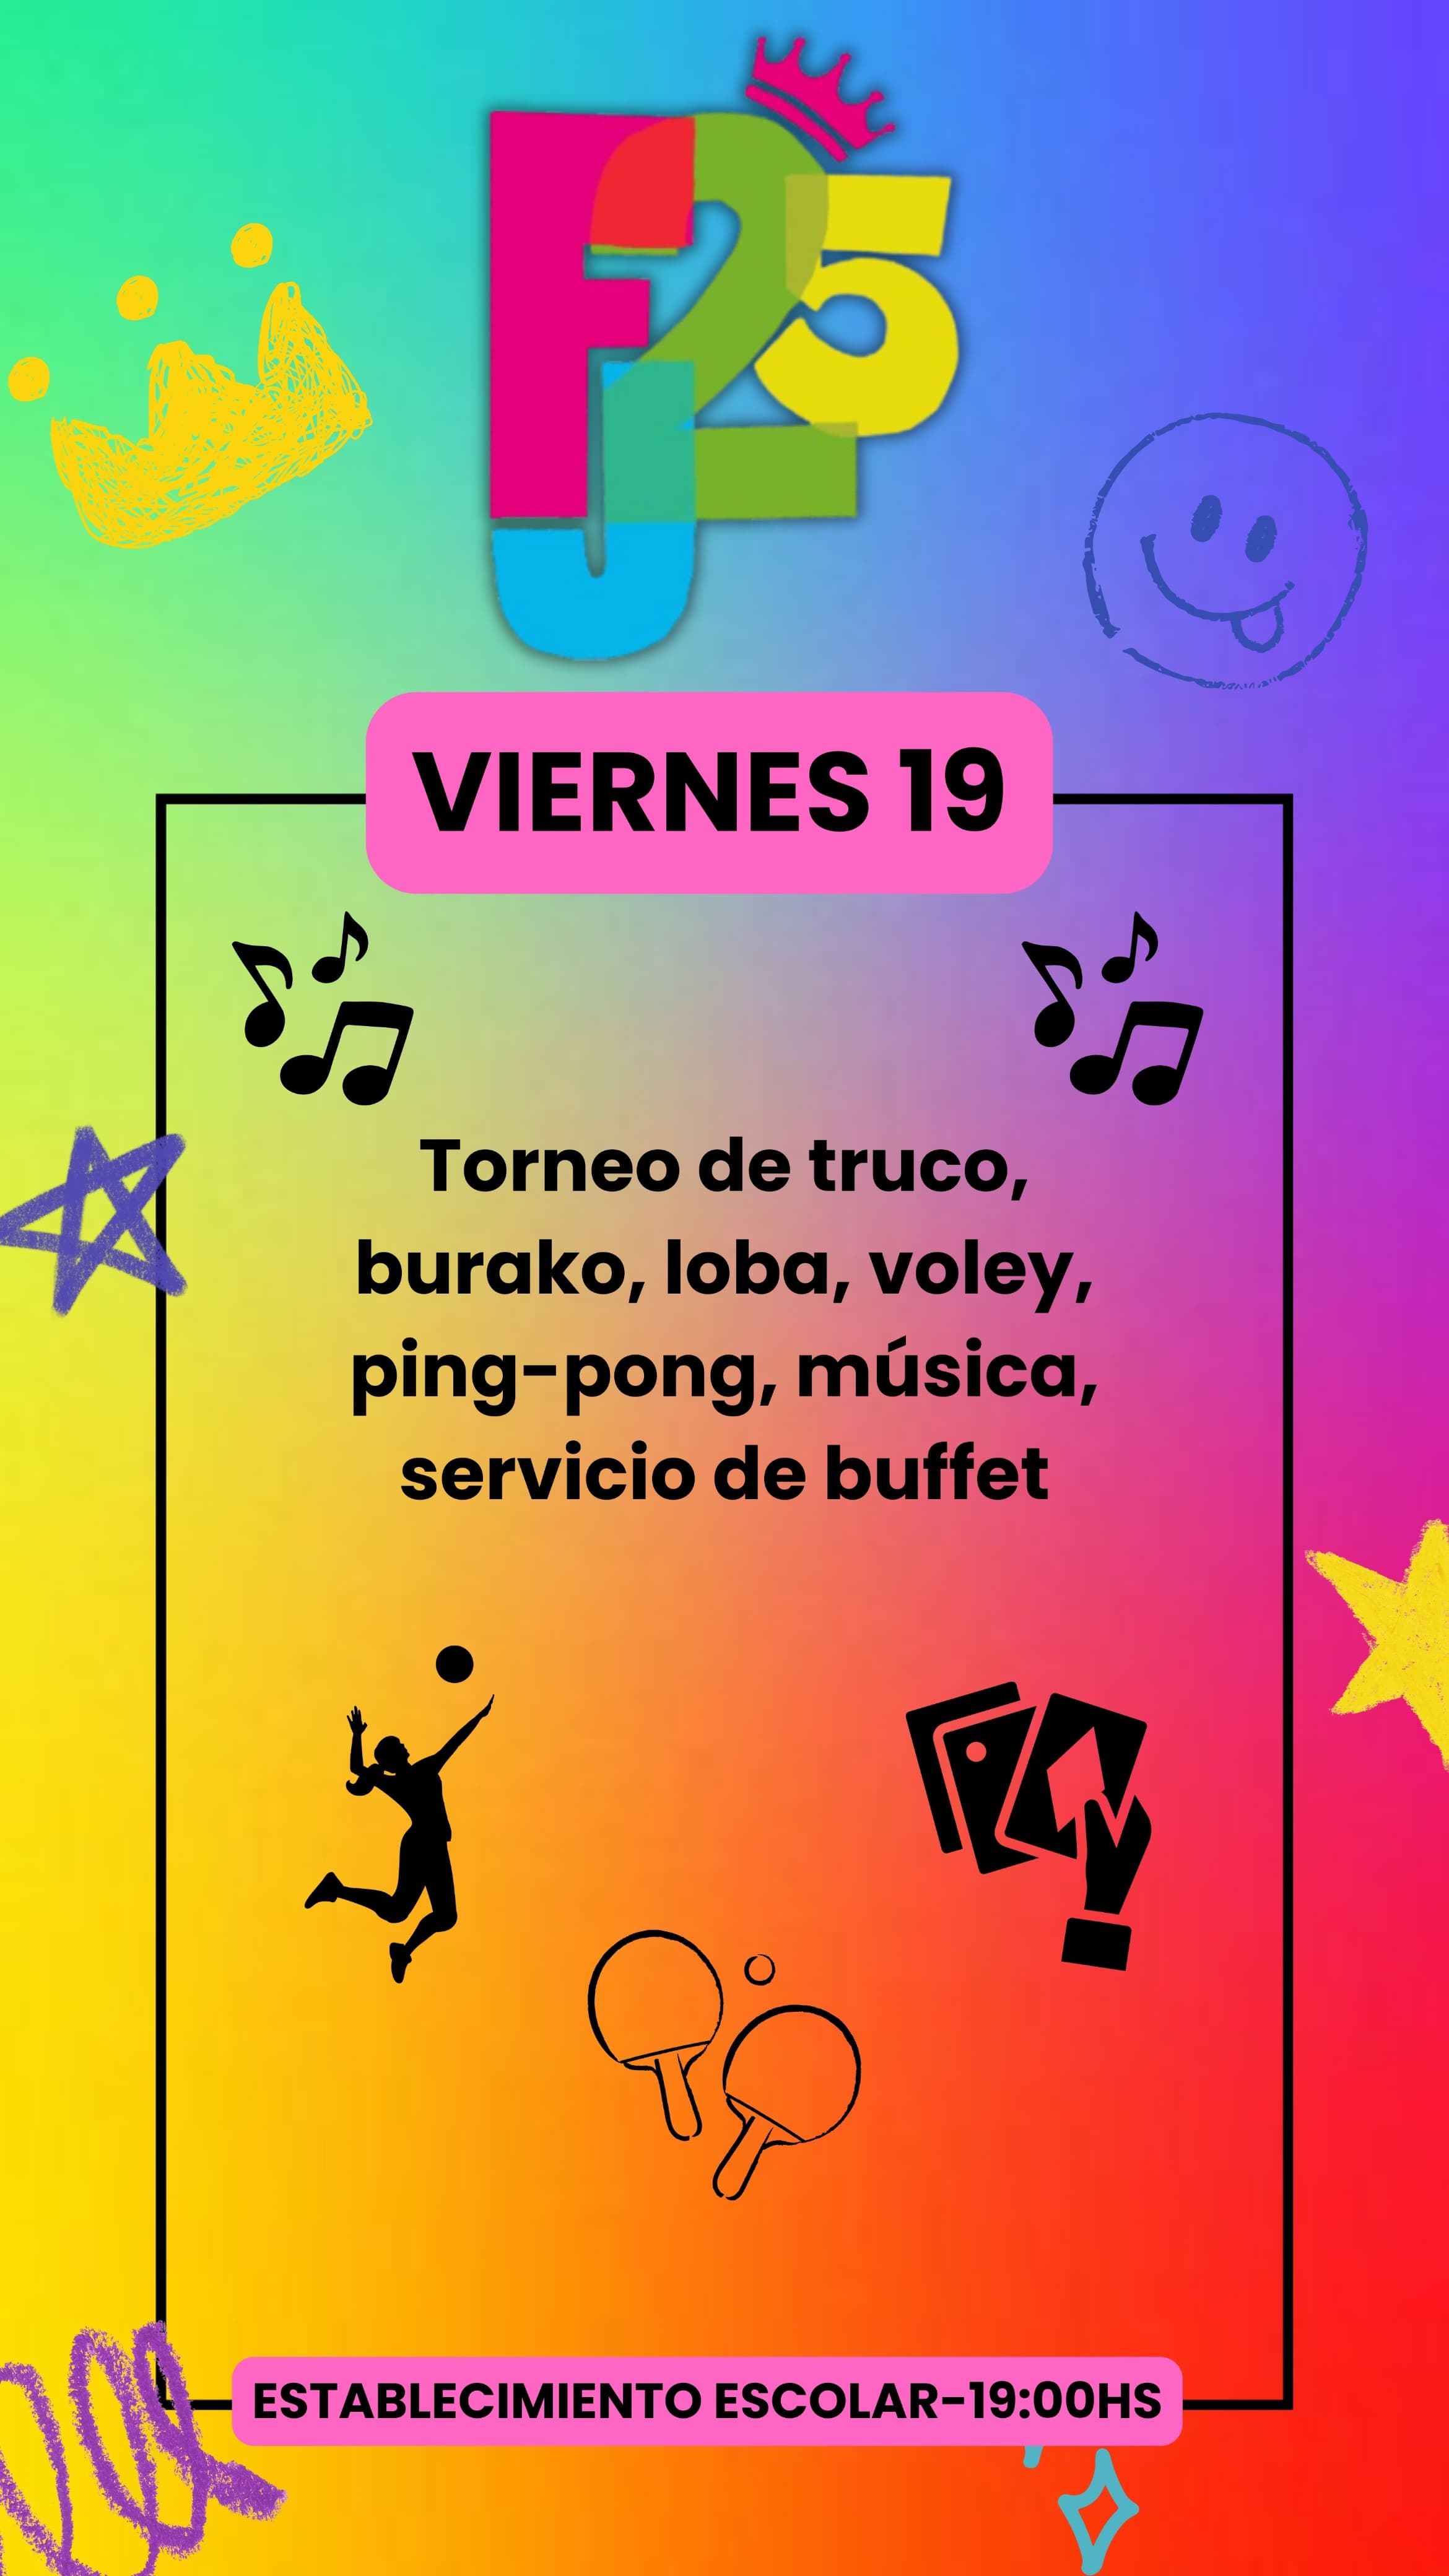 FJ25
VIERNES 19
Torneo de truco,
burako, loba, voley,
ping-pong, música,
servicio de buffet
ESTABLECIMIENTO ESCOLAR-19:00HS